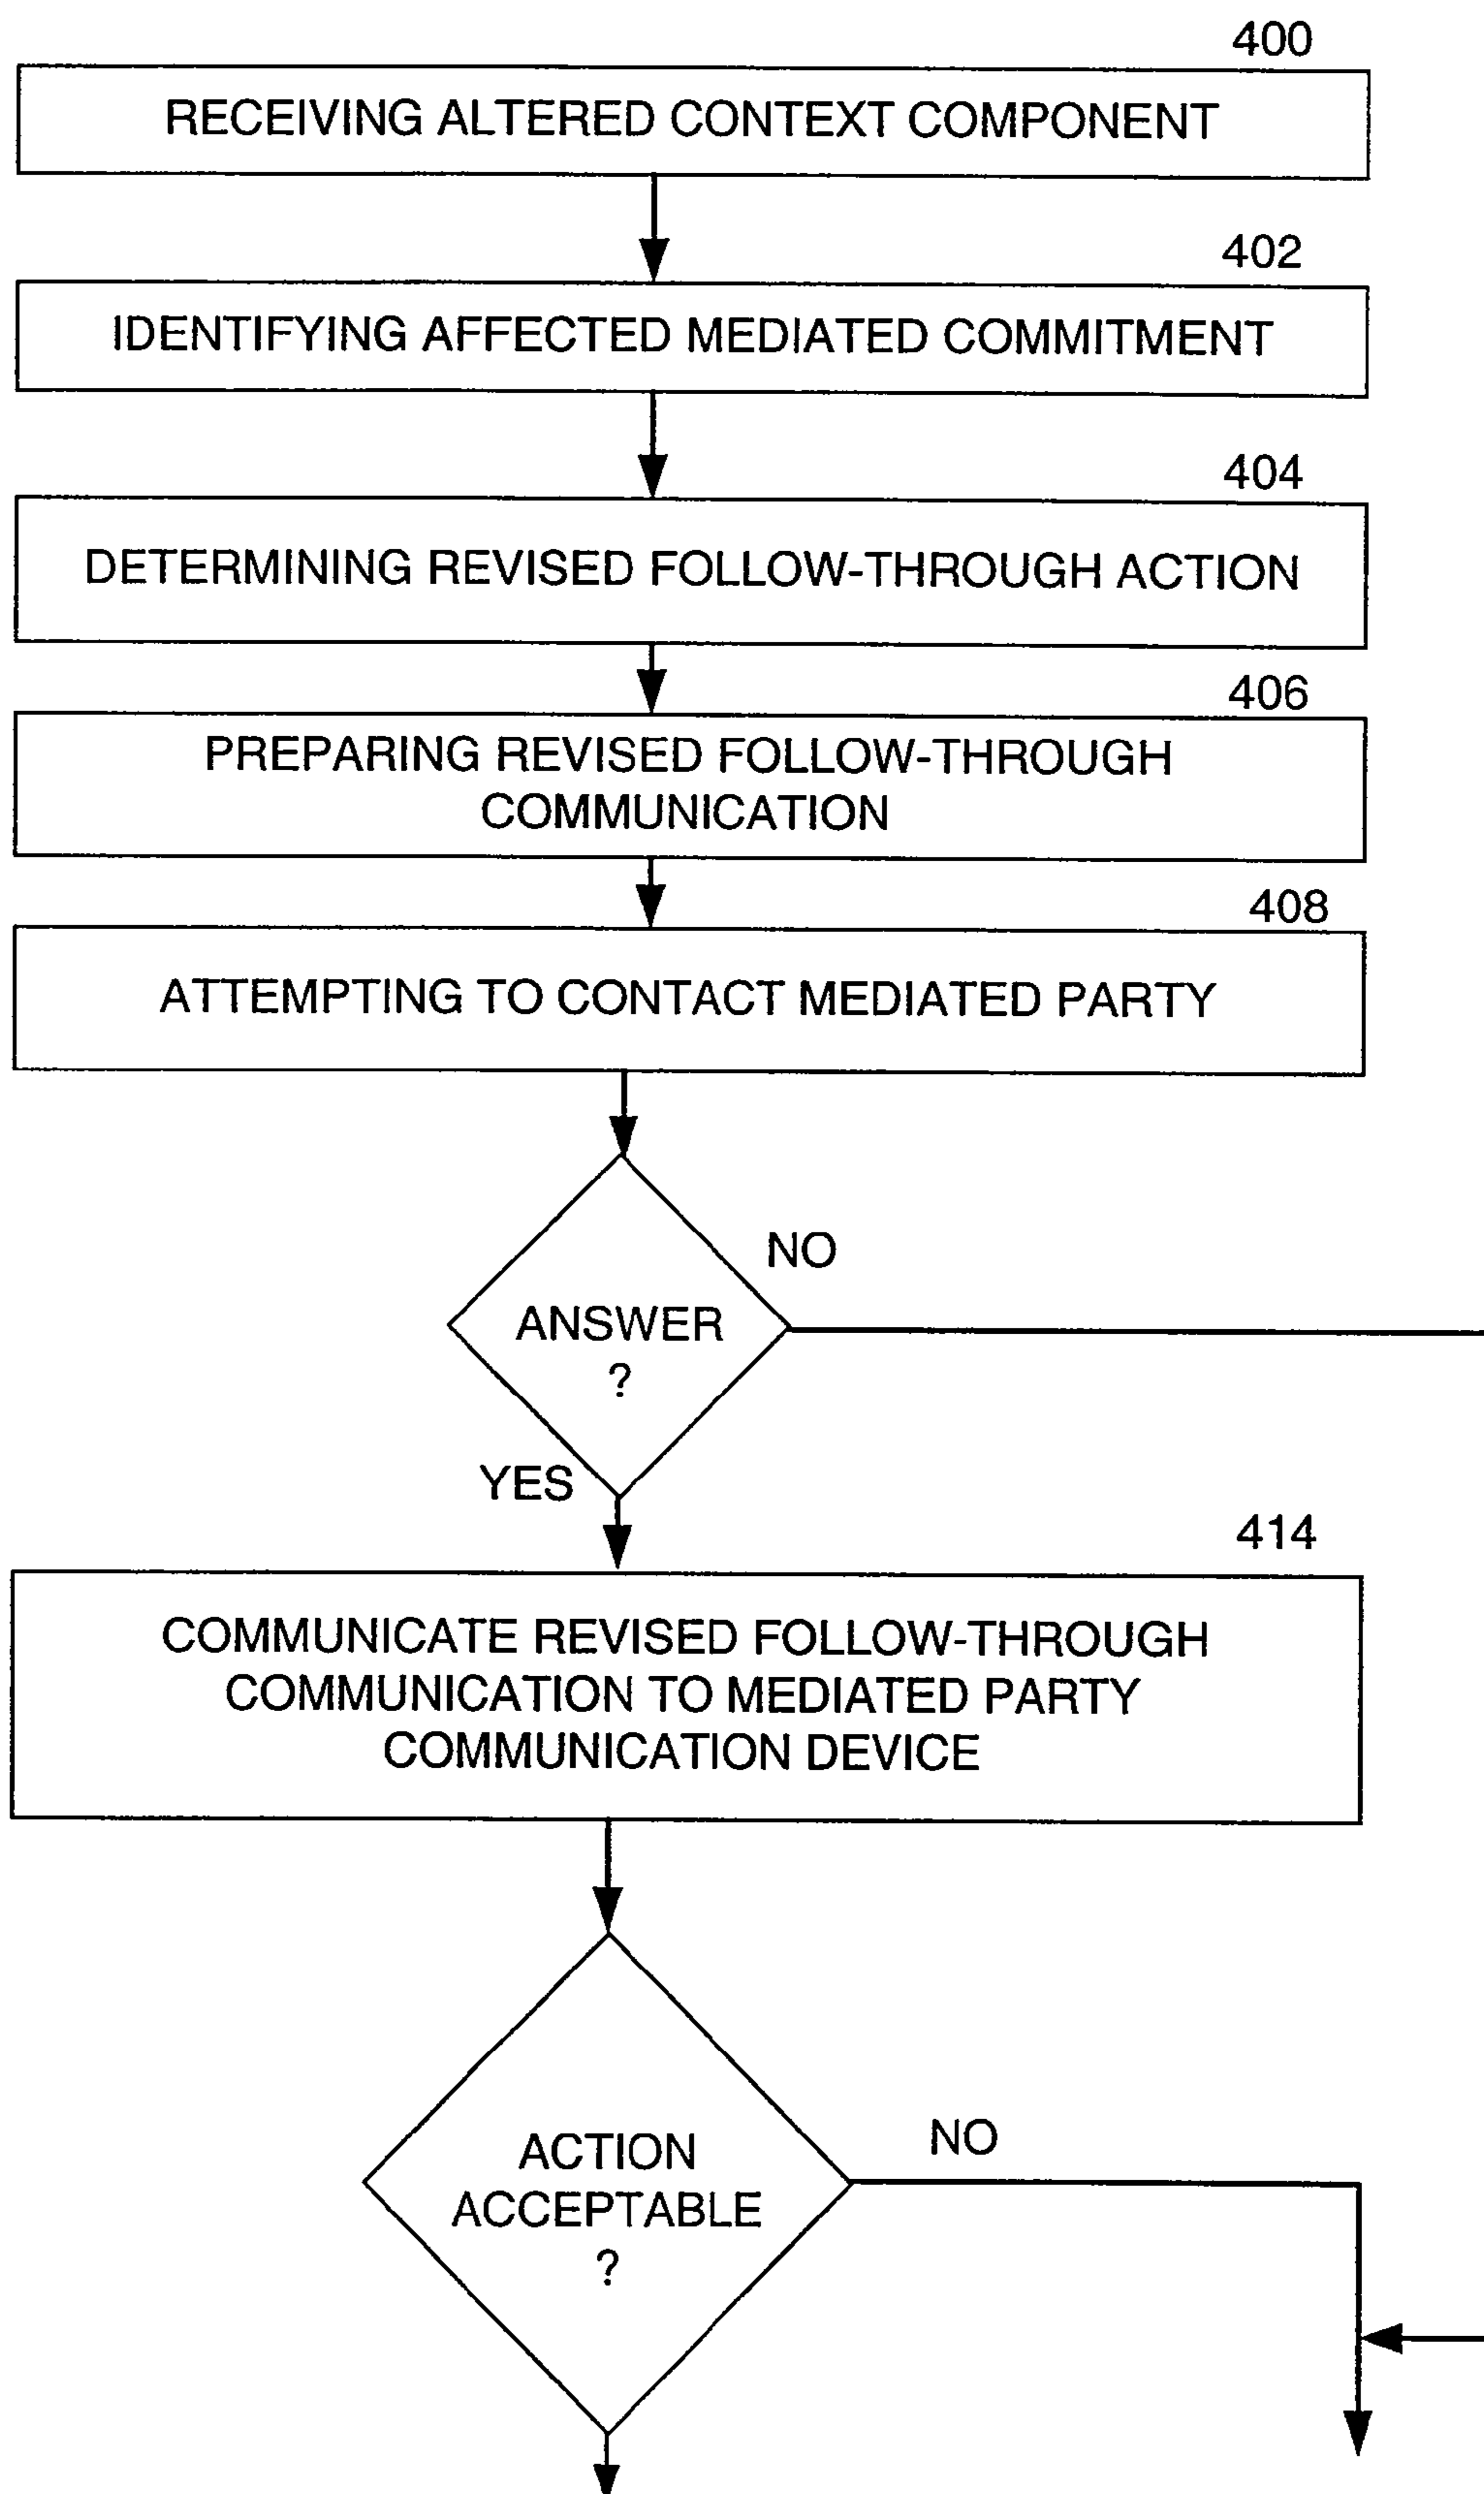 400
RECEIVING ALTERED CONTEXT COMPONENT
402
IDENTIFYING AFFECTED MEDIATED COMMITMENT
404
DETERMINING REVISED FOLLOW-THROUGH ACTION
406
PREPARING REVISED FOLLOW-THROUGH
COMMUNICATION
408
ATTEMPTING TO CONTACT MEDIATED PARTY
NO
ANSWER
?
YES
414
COMMUNICATE REVISED FOLLOW-THROUGH
COMMUNICATION TO MEDIATED PARTY
COMMUNICATION DEVICE
NO
ACTION
ACCEPTABLE
?